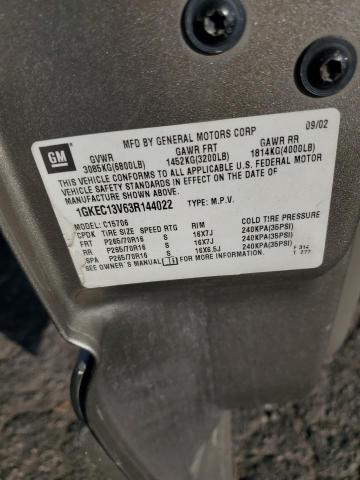 09/02
GM
MFD BY GENERAL MOTORS CORP
GVWR GAWR FRT GAWR RR
3085KG(6800LB) 1452KG(3200LB) 1814KG(4000LB)
THIS VEHICLE CONFORMS TO ALL APPLICABLE U.S. FEDERAL MOTOR
VEHICLE SAFETY STANDARDS IN EFFECT ON THE DATE OF
MANUFACTURE SHOWN ABOVE.
1GKEC13V63R144022 TYPE: M.P.V.
MODEL: C15706
CPDK TIRE SIZE SPEED RTG RIM COLD TIRE PRESSURE
FRT P265/70R16 S 16X7J 240KPA(35PSI)
RR P265/70R16 S 16X7J 240KPA(35PSI)
SPA P265/70R16 S 16X6.5J 240KPA(35PSI)
SEE OWNER'S MANUAL FOR MORE INFORMATION.
F 314
T 277